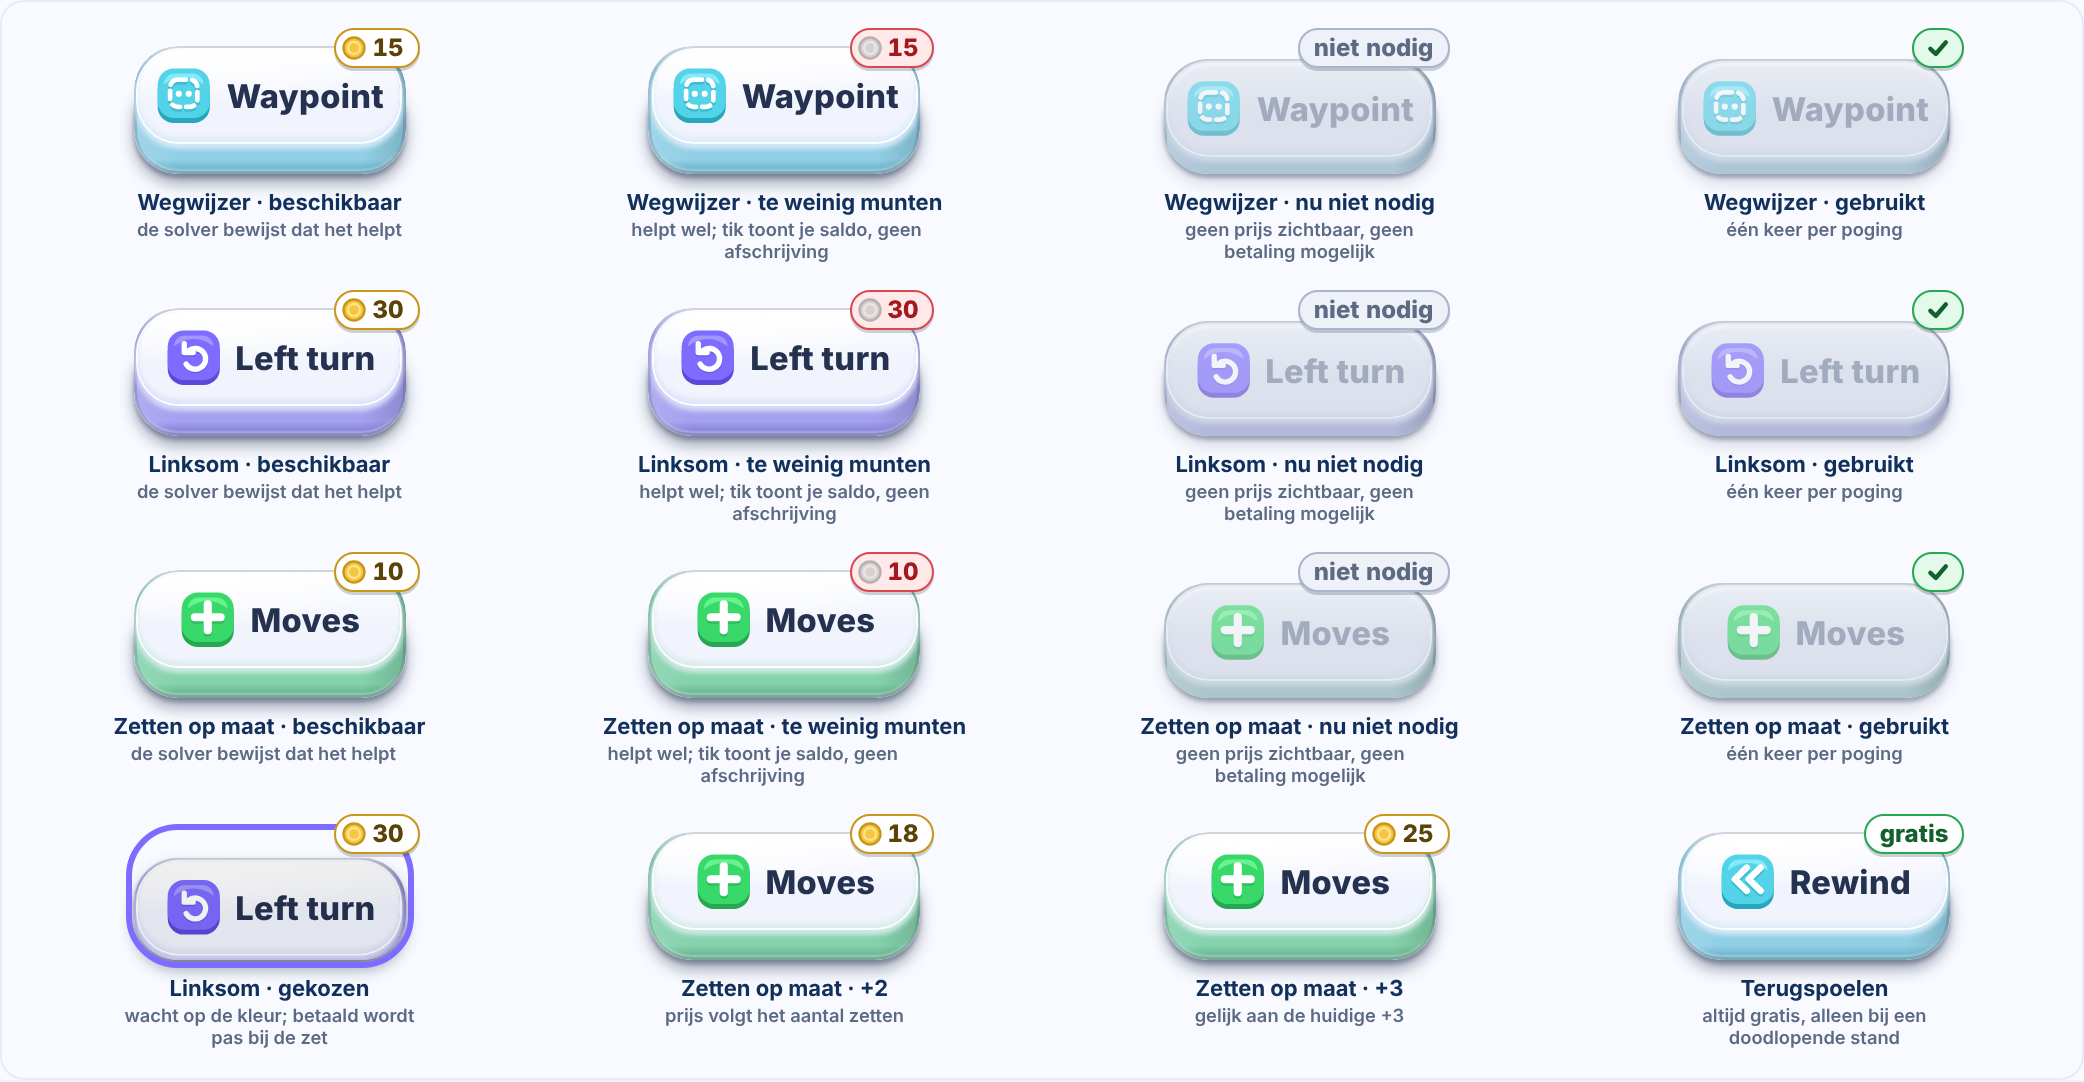 15
Waypoint
Wegwijzer · beschikbaar
de solver bewijst dat het helpt
15
Waypoint
Wegwijzer · te weinig munten
helpt wel; tik toont je saldo, geen
afschrijving
niet nodig
Waypoint
Wegwijzer · nu niet nodig
geen prijs zichtbaar, geen
betaling mogelijk
Waypoint
Wegwijzer · gebruikt
één keer per poging
30
Left turn
Linksom · beschikbaar
de solver bewijst dat het helpt
30
Left turn
Linksom · te weinig munten
helpt wel; tik toont je saldo, geen
afschrijving
niet nodig
Left turn
Linksom · nu niet nodig
geen prijs zichtbaar, geen
betaling mogelijk
Left turn
Linksom · gebruikt
één keer per poging
10
Moves
Zetten op maat · beschikbaar
de solver bewijst dat het helpt
10
Moves
Zetten op maat · te weinig munten
helpt wel; tik toont je saldo, geen
afschrijving
niet nodig
Moves
Zetten op maat · nu niet nodig
geen prijs zichtbaar, geen
betaling mogelijk
Moves
Zetten op maat · gebruikt
één keer per poging
30
Left turn
Linksom · gekozen
wacht op de kleur; betaald wordt
pas bij de zet
18
Moves
Zetten op maat · +2
prijs volgt het aantal zetten
25
Moves
Zetten op maat · +3
gelijk aan de huidige +3
gratis
Rewind
Terugspoelen
altijd gratis, alleen bij een
doodlopende stand